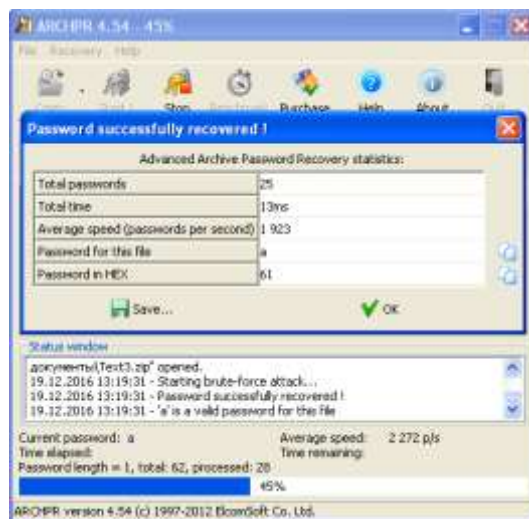 ARCHPR 4.54 - 45%
File Recovery Help
Stop Purchase Help About Quit
Password successfully recovered !
Advanced Archive Password Recovery statistics:
Total passwords 25
Total time 13ms
Average speed (passwords per second) 1 923
Password for this file a
Password in HEX 61
Save... OK
Status window
документы\Text3.zip" opened.
19.12.2016 13:19:31 - Starting brute-force attack...
19.12.2016 13:19:31 - Password successfully recovered !
19.12.2016 13:19:31 - 'a' is a valid password for this file
Current password: a Average speed: 2 272 p/s
Time elapsed: Time remaining:
Password length = 1, total: 62, processed: 28
45%
ARCHPR version 4.54 (c) 1997-2012 ElcomSoft Co. Ltd.